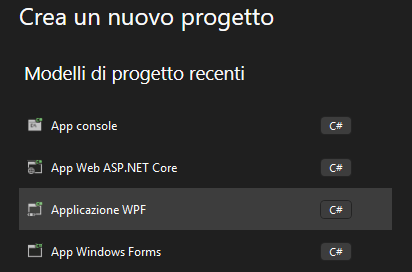 Crea un nuovo progetto
Modelli di progetto recenti
App console C#
App Web ASP.NET Core C#
Applicazione WPF C#
App Windows Forms C#